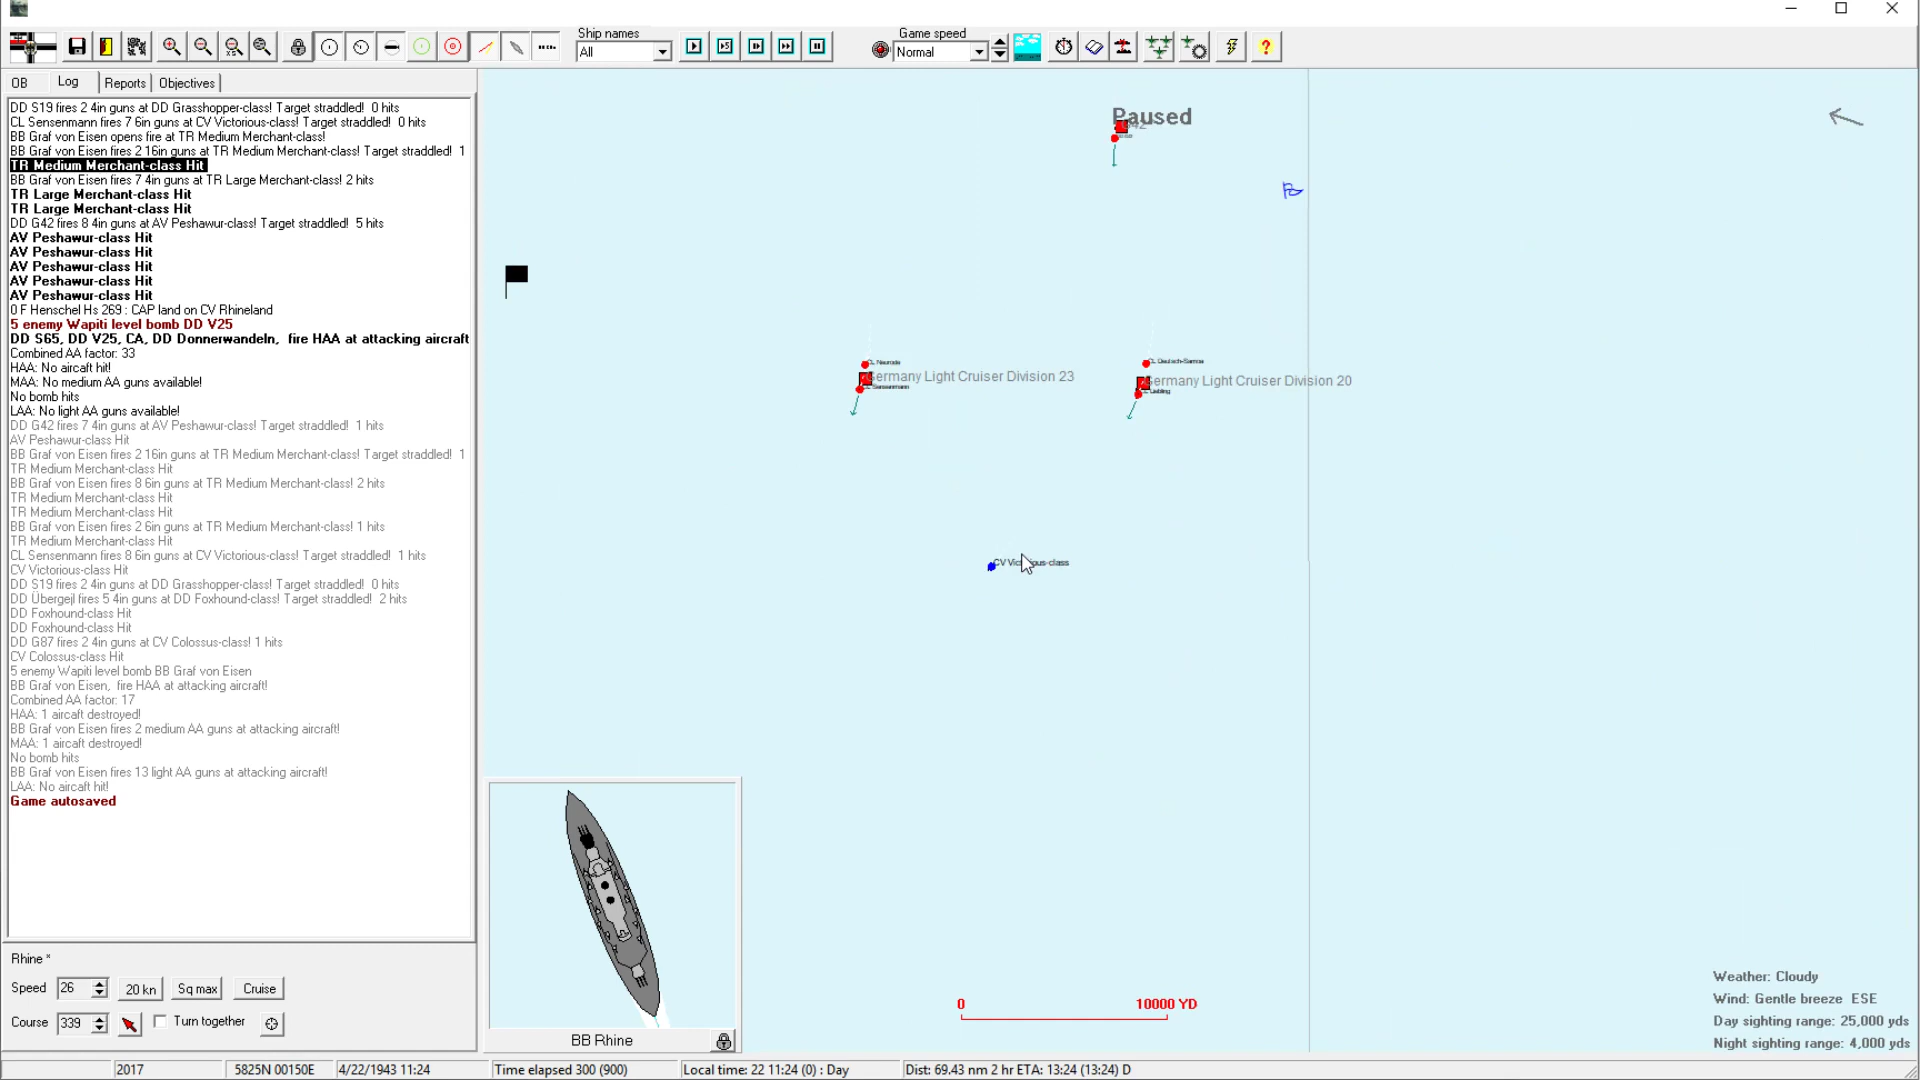 Ship names
All
Game speed
Normal
OB
Log
Reports
Objectives
DD S19 fires 2 4in guns at DD Grasshopper-class! Target straddled!  0 hits
CL Sensenmann fires 7 6in guns at CV Victorious-class! Target straddled!  0 hits
BB Graf von Eisen opens fire at TR Medium Merchant-class!
BB Graf von Eisen fires 2 16in guns at TR Medium Merchant-class! Target straddled!  1
TR Medium Merchant-class Hit
BB Graf von Eisen fires 7 4in guns at TR Large Merchant-class! 2 hits
TR Large Merchant-class Hit
TR Large Merchant-class Hit
DD G42 fires 8 4in guns at AV Peshawur-class! Target straddled!  5 hits
AV Peshawur-class Hit
AV Peshawur-class Hit
AV Peshawur-class Hit
AV Peshawur-class Hit
AV Peshawur-class Hit
0 F Henschel Hs 269 : CAP land on CV Rhineland
5 enemy Wapiti level bomb DD V25
DD S65, DD V25, CA, DD Donnerwandeln,  fire HAA at attacking aircraft
Combined AA factor: 33
HAA: No aircaft hit!
MAA: No medium AA guns available!
No bomb hits
LAA: No light AA guns available!
DD G42 fires 7 4in guns at AV Peshawur-class! Target straddled!  1 hits
AV Peshawur-class Hit
BB Graf von Eisen fires 2 16in guns at TR Medium Merchant-class! Target straddled!  1
TR Medium Merchant-class Hit
BB Graf von Eisen fires 8 6in guns at TR Medium Merchant-class! 2 hits
TR Medium Merchant-class Hit
TR Medium Merchant-class Hit
BB Graf von Eisen fires 2 6in guns at TR Medium Merchant-class! 1 hits
TR Medium Merchant-class Hit
CL Sensenmann fires 8 6in guns at CV Victorious-class! Target straddled!  1 hits
CV Victorious-class Hit
DD S19 fires 2 4in guns at DD Grasshopper-class! Target straddled!  0 hits
DD Übergejl fires 5 4in guns at DD Foxhound-class! Target straddled!  2 hits
DD Foxhound-class Hit
DD Foxhound-class Hit
DD G87 fires 2 4in guns at CV Colossus-class! 1 hits
CV Colossus-class Hit
5 enemy Wapiti level bomb BB Graf von Eisen
BB Graf von Eisen,  fire HAA at attacking aircraft!
Combined AA factor: 17
HAA: 1 aircaft destroyed!
BB Graf von Eisen fires 2 medium AA guns at attacking aircraft!
MAA: 1 aircaft destroyed!
No bomb hits
BB Graf von Eisen fires 13 light AA guns at attacking aircraft!
LAA: No aircaft hit!
Game autosaved
Paused
CL Neurode
Germany Light Cruiser Division 23
CL Sensenmann
Germany Light Cruiser Division 20
CL Liebling
CV Victorious-class
Rhine *
Speed
26
20 kn
Sq max
Cruise
Course
339
Turn together
BB Rhine
0
10000 YD
Weather: Cloudy
Wind: Gentle breeze  ESE
Day sighting range: 25,000 yds
Night sighting range: 4,000 yds
2017
5825N 00150E
4/22/1943 11:24
Time elapsed 300 (900)
Local time: 22 11:24 (0) : Day
Dist: 69.43 nm 2 hr ETA: 13:24 (13:24) D